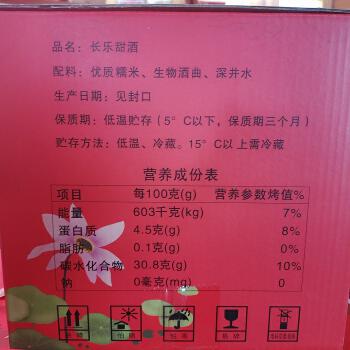 品名：长乐甜酒
配料：优质糯米、生物酒曲、深井水
生产日期：见封口
保质期：低温贮存（5°C以下，保质期三个月）
贮存方法：低温、冷藏。15°C以上需冷藏
营养成份表
项目 每100克(g) 营养参数烤值%
能量 603千克(kg) 7%
蛋白质 4.5克(g) 8%
脂肪 0.1克(g) 0%
碳水化合物 30.8克(g) 10%
钠 0毫克(mg) 0